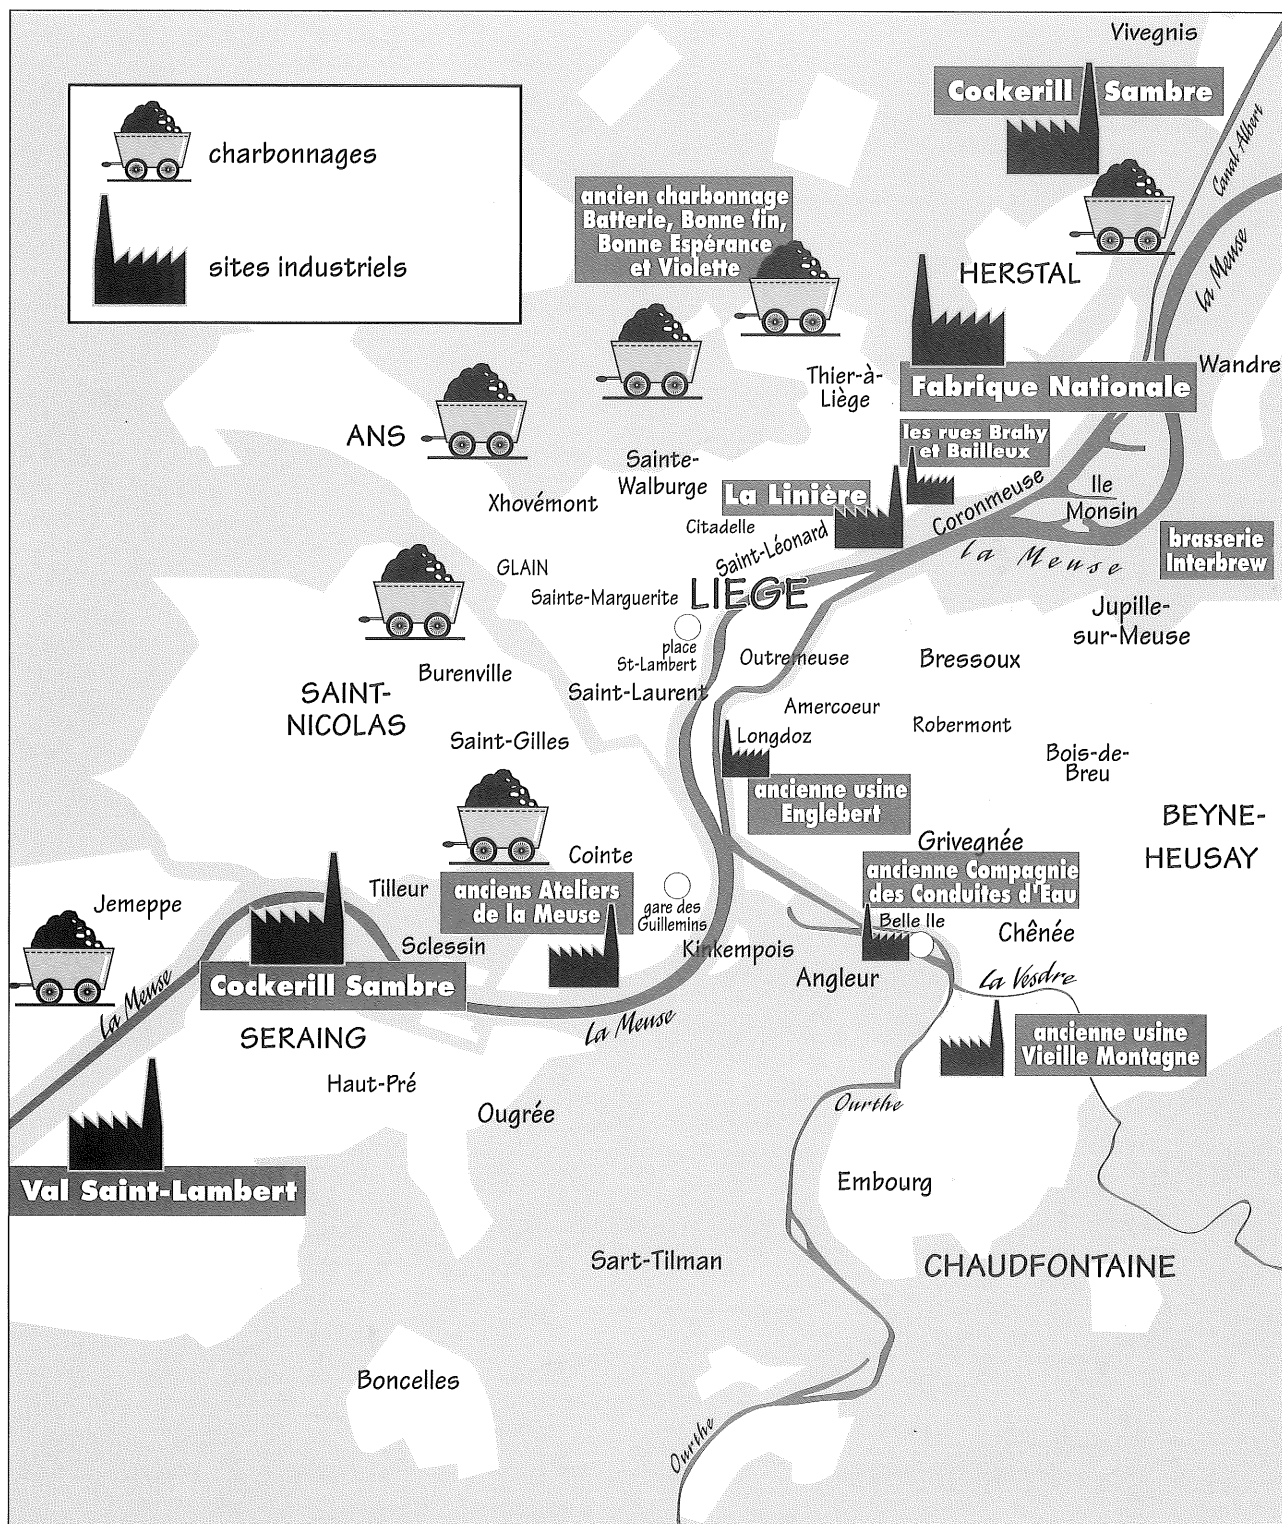 Vivegnis
Cockerill Sambre
Canal Albert
charbonnages
sites industriels
ancien charbonnage
Batterie, Bonne fin,
Bonne Espérance
et Violette
HERSTAL
la Meuse
Wandre
Thier-à-
Liège
Fabrique Nationale
ANS
les rues Brahy
et Bailleux
Sainte-
Walburge
Xhovémont
La Linière
Citadelle
Saint-Léonard
Coronmeuse
Ile
Monsin
la Meuse
brasserie
Interbrew
GLAIN
Sainte-Marguerite
LIEGE
Jupille-
sur-Meuse
place
St-Lambert
Outremeuse
Bressoux
Burenville
Saint-Laurent
SAINT-
NICOLAS
Amercoeur
Robermont
Saint-Gilles
Longdoz
Bois-de-
Breu
ancienne usine
Englebert
BEYNE-
HEUSAY
Grivegnée
Cointe
ancienne Compagnie
des Conduites d'Eau
Tilleur
anciens Ateliers
de la Meuse
Jemeppe
gare des
Guillemins
Belle Ile
Chênée
Sclessin
Kinkempois
Angleur
La Vesdre
Cockerill Sambre
La Meuse
La Meuse
SERAING
ancienne usine
Vieille Montagne
Haut-Pré
Ourthe
Ougrée
Val Saint-Lambert
Embourg
Sart-Tilman
CHAUDFONTAINE
Boncelles
Ourthe